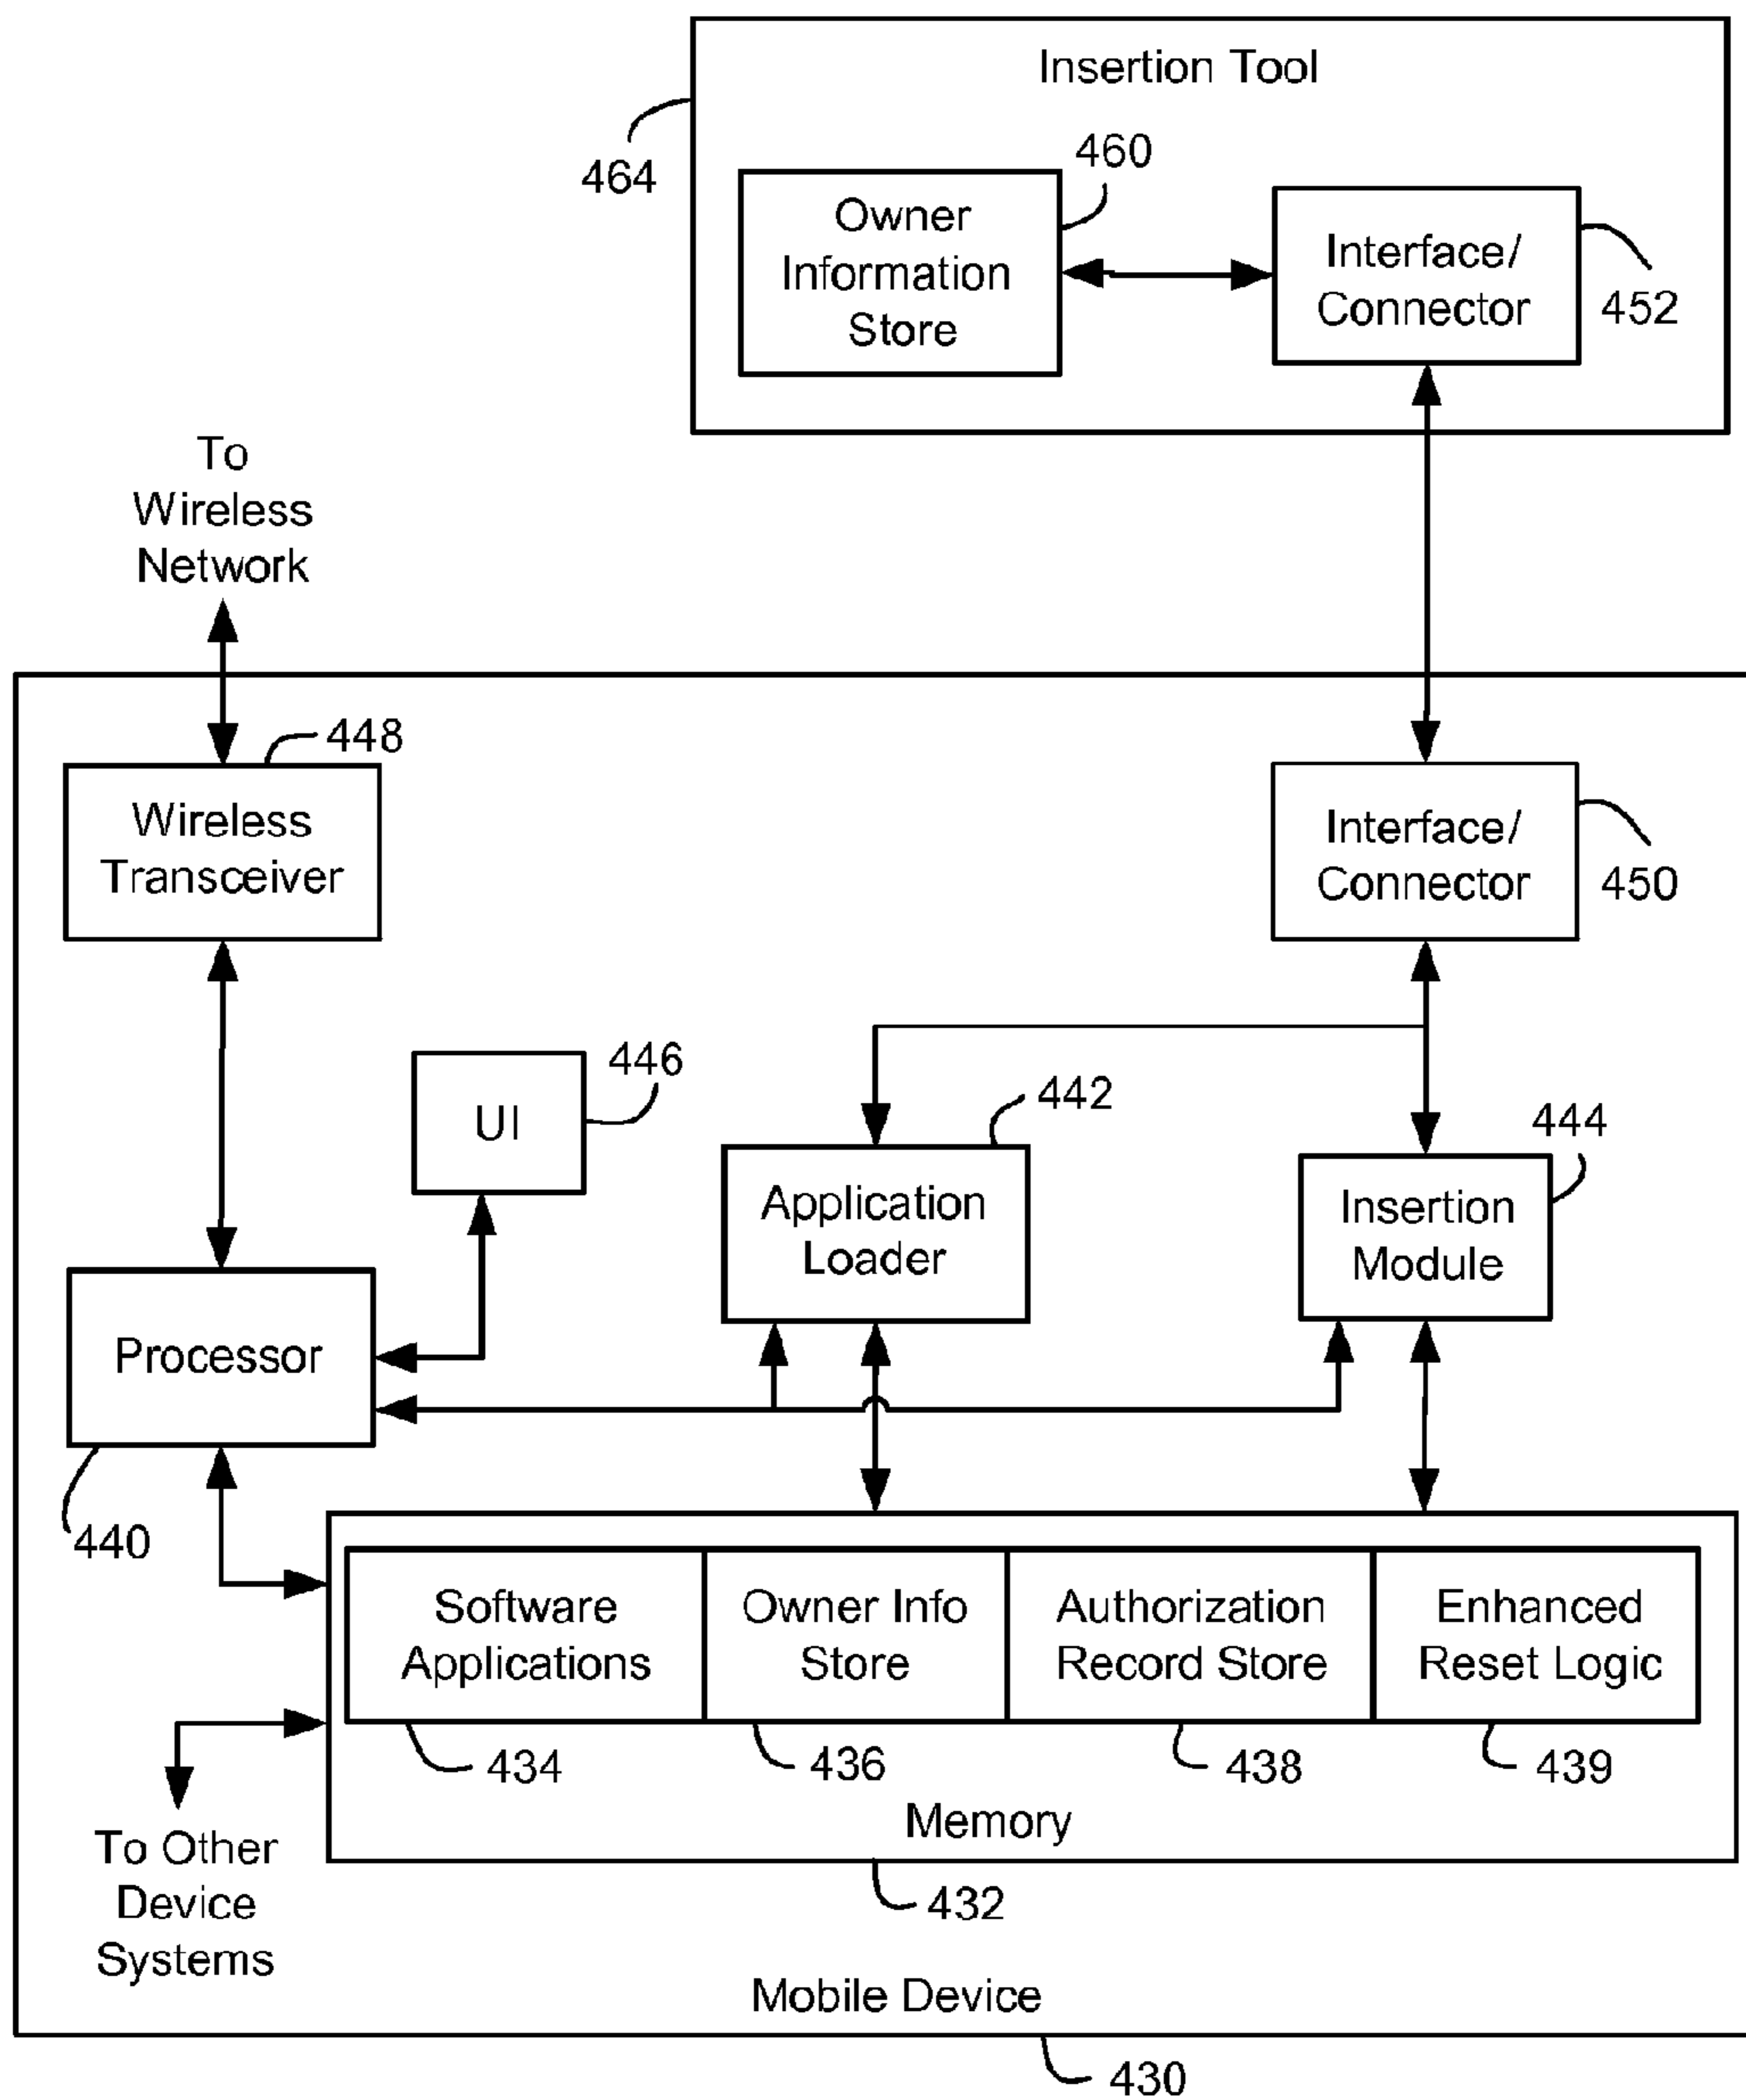 Insertion Tool
464
460
Owner
Information
Store
Interface/
Connector
452
To
Wireless
Network
448
Wireless
Transceiver
Interface/
Connector
450
UI
446
442
444
Application
Loader
Insertion
Module
Processor
440
Software
Applications
Owner Info
Store
Authorization
Record Store
Enhanced
Reset Logic
434
436
438
439
Memory
432
To Other
Device
Systems
Mobile Device
430